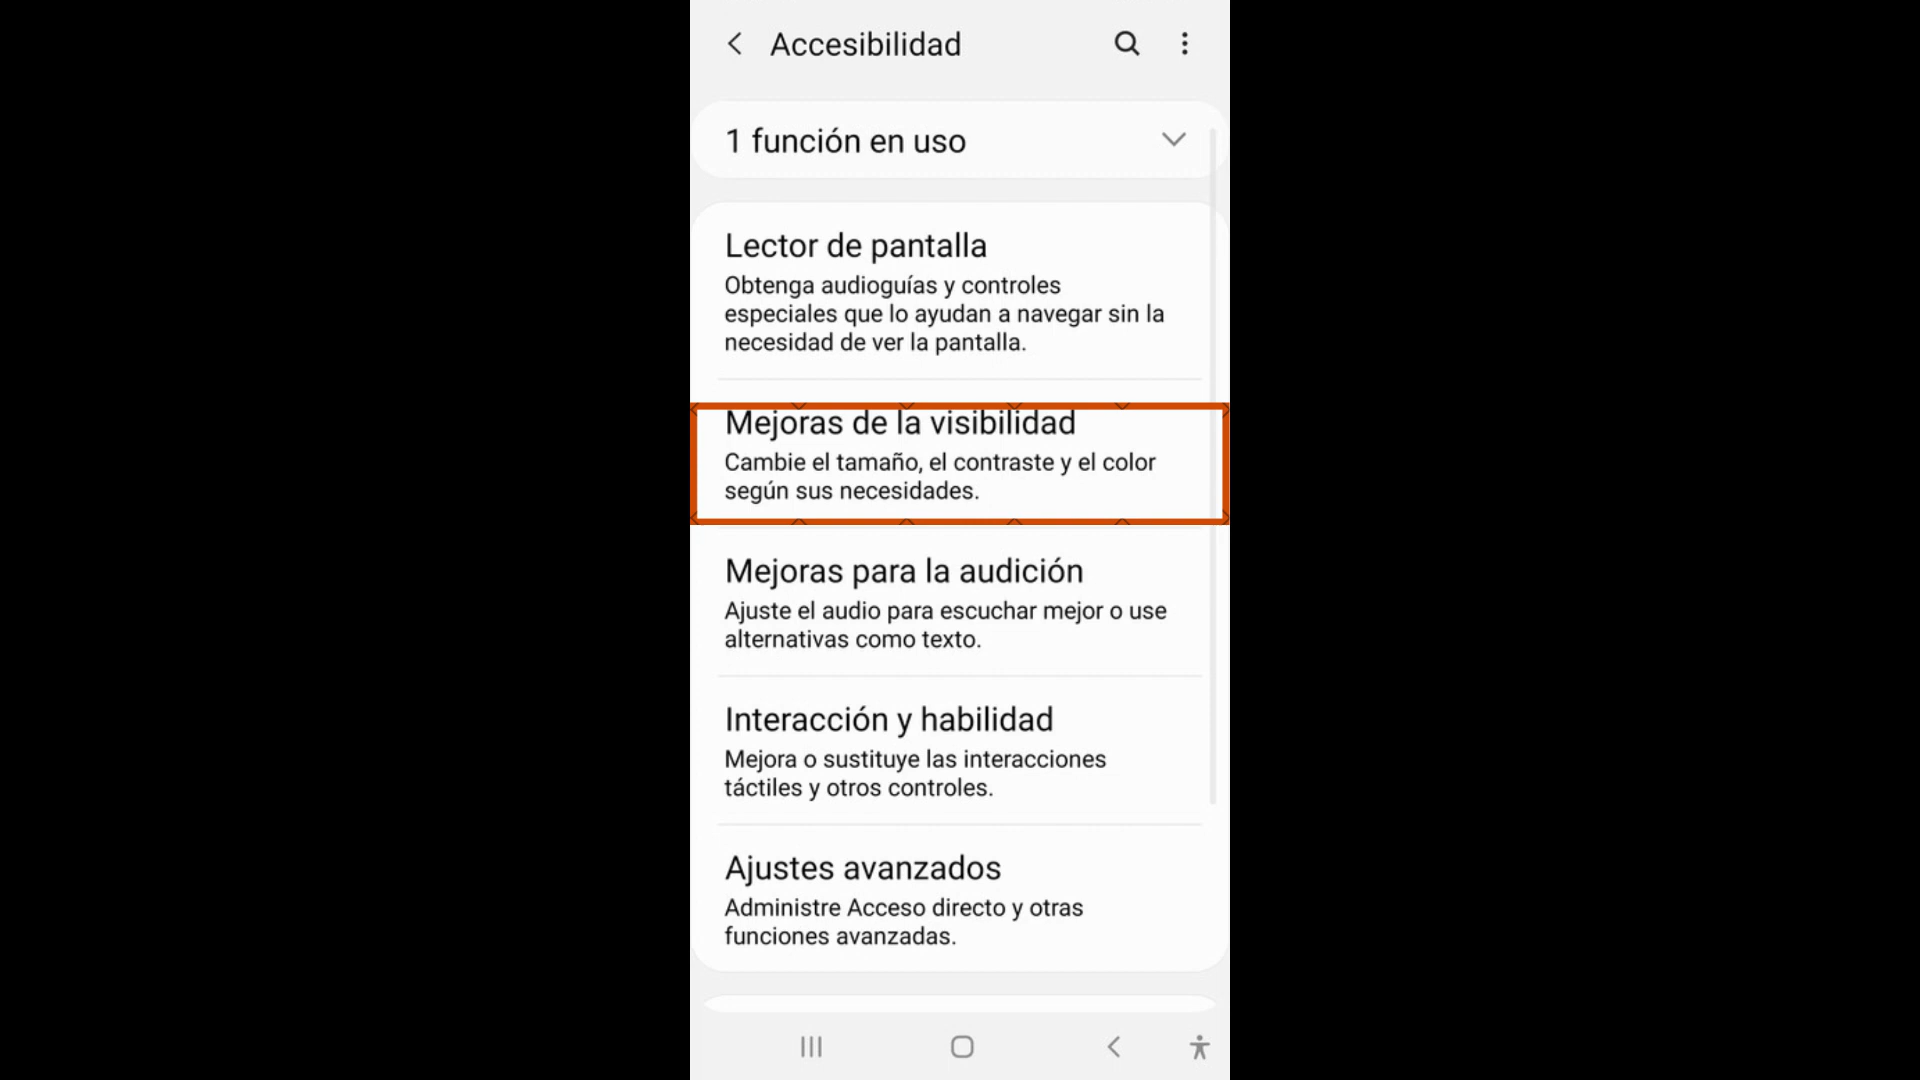 Accesibilidad
1 función en uso
Lector de pantalla
Obtenga audioguías y controles
especiales que lo ayudan a navegar sin la
necesidad de ver la pantalla.
Mejoras de la visibilidad
Cambie el tamaño, el contraste y el color
según sus necesidades.
Mejoras para la audición
Ajuste el audio para escuchar mejor o use
alternativas como texto.
Interacción y habilidad
Mejora o sustituye las interacciones
táctiles y otros controles.
Ajustes avanzados
Administre Acceso directo y otras
funciones avanzadas.